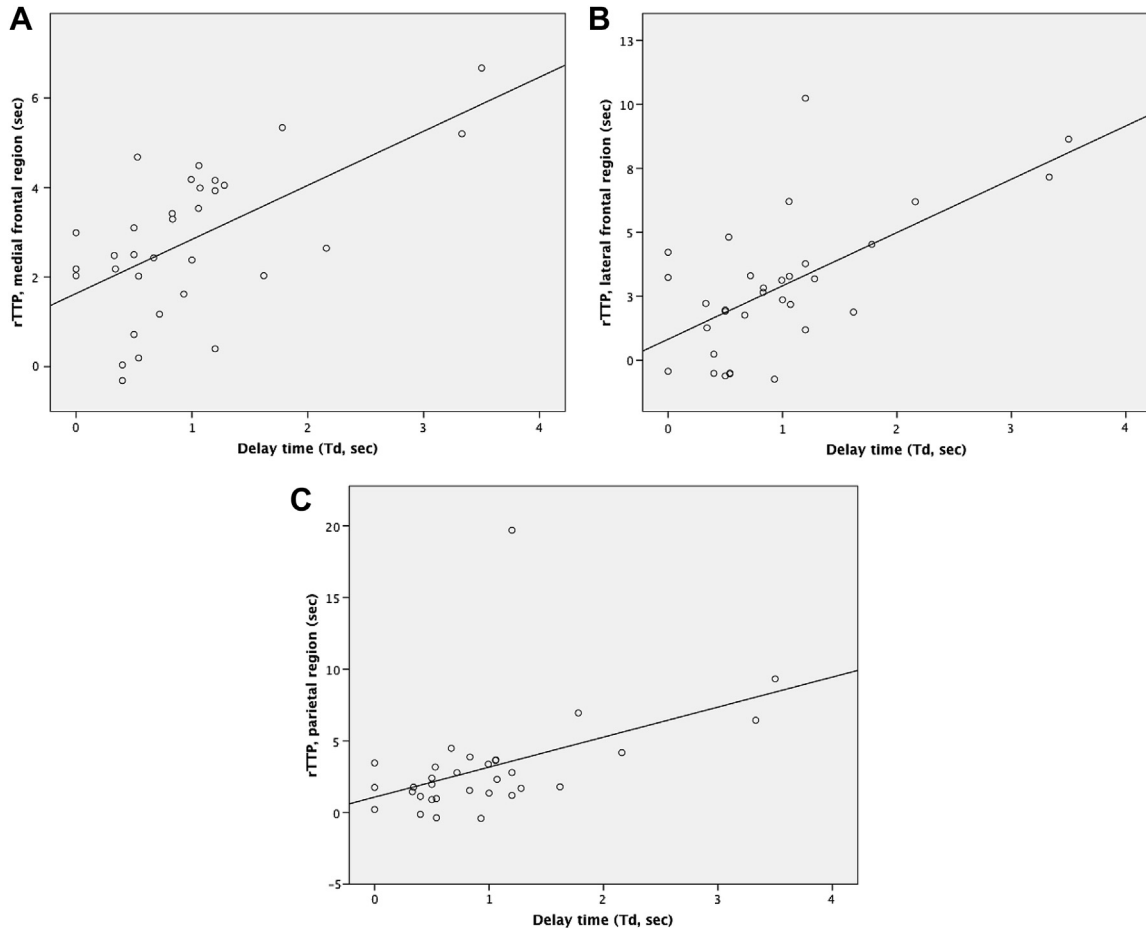 A
rTTP, medial frontal region (sec)
6
4
2
0
0 1 2 3 4
Delay time (Td, sec)
B
rTTP, lateral frontal region (sec)
13
10
8
5
3
0
0 1 2 3 4
Delay time (Td, sec)
C
rTTP, parietal region (sec)
20
15
10
5
0
-5
0 1 2 3 4
Delay time (Td, sec)